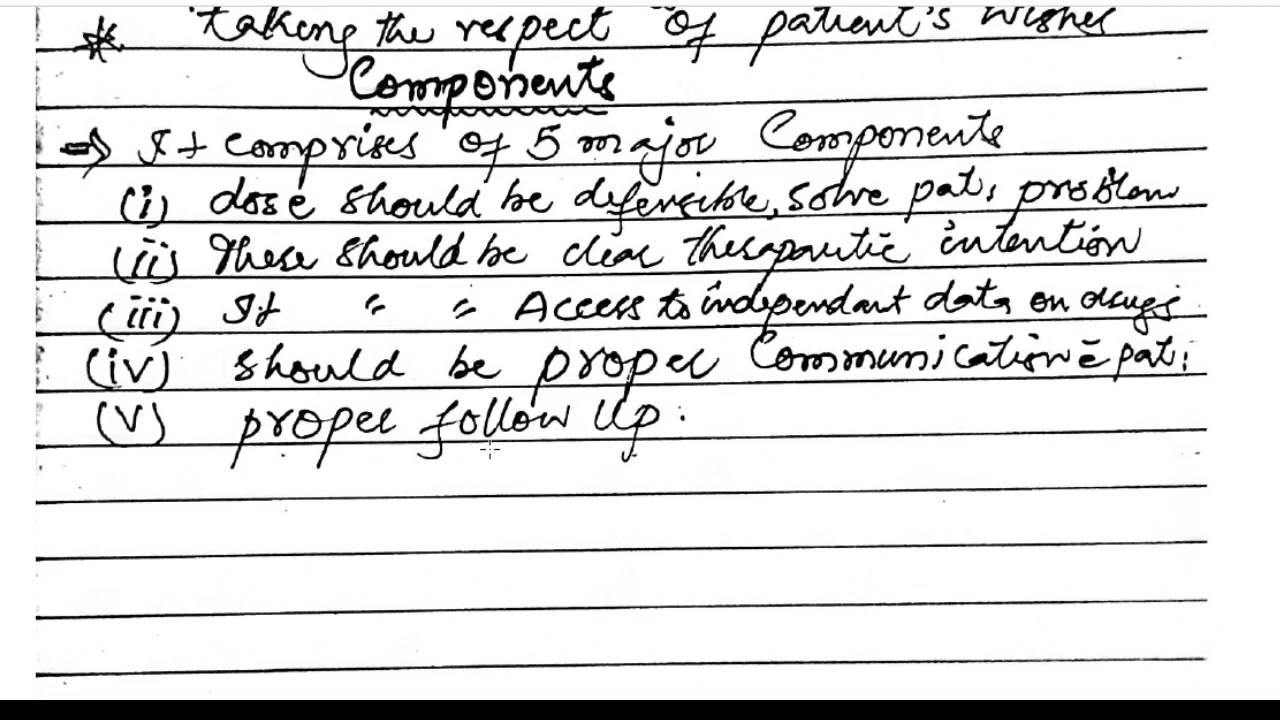 * taking the respect of patient's wishes
Components
⇒ It comprises of 5 major Components
(i) dose should be defensible, solve pat. problem
(ii) There should be clear therapautic intention
(iii) It " " Access to independant data on drugs
(iv) should be proper Communication c̄ pat.
(v) proper follow up.